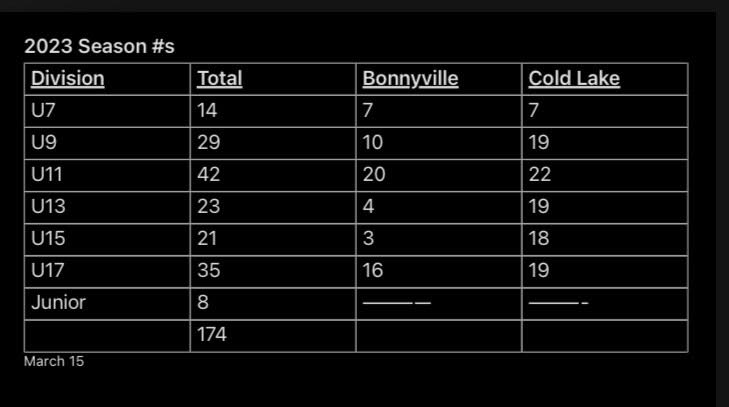 2023 Season #s
Division Total Bonnyville Cold Lake
U7 14 7 7
U9 29 10 19
U11 42 20 22
U13 23 4 19
U15 21 3 18
U17 35 16 19
Junior 8 ——— — ———-
174
March 15